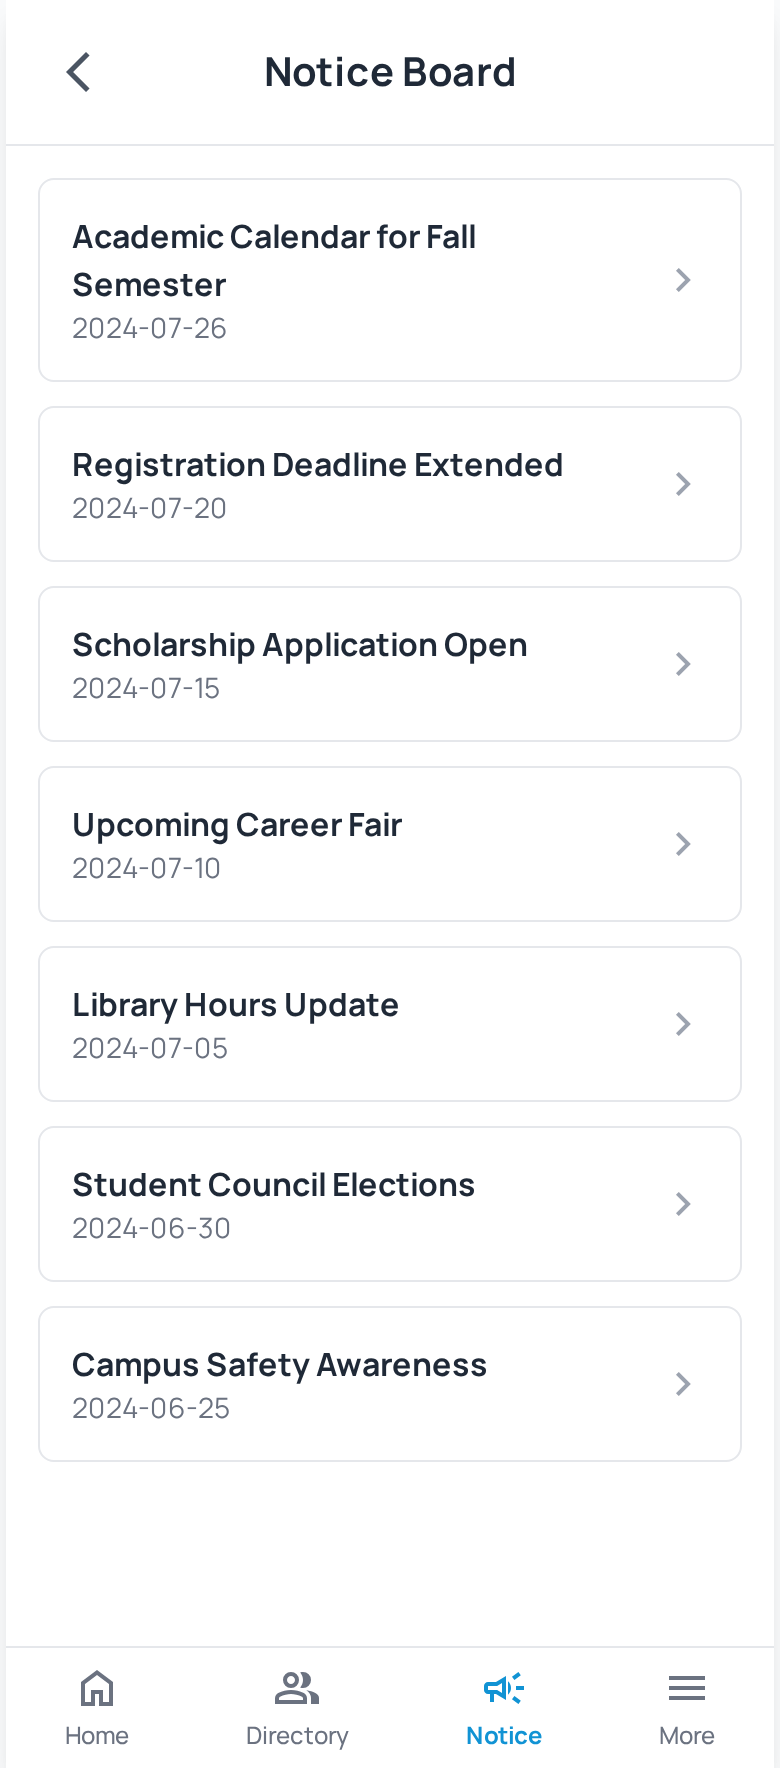 Notice Board
Academic Calendar for Fall
Semester
2024-07-26
Registration Deadline Extended
2024-07-20
Scholarship Application Open
2024-07-15
Upcoming Career Fair
2024-07-10
Library Hours Update
2024-07-05
Student Council Elections
2024-06-30
Campus Safety Awareness
2024-06-25
Home
Directory
Notice
More